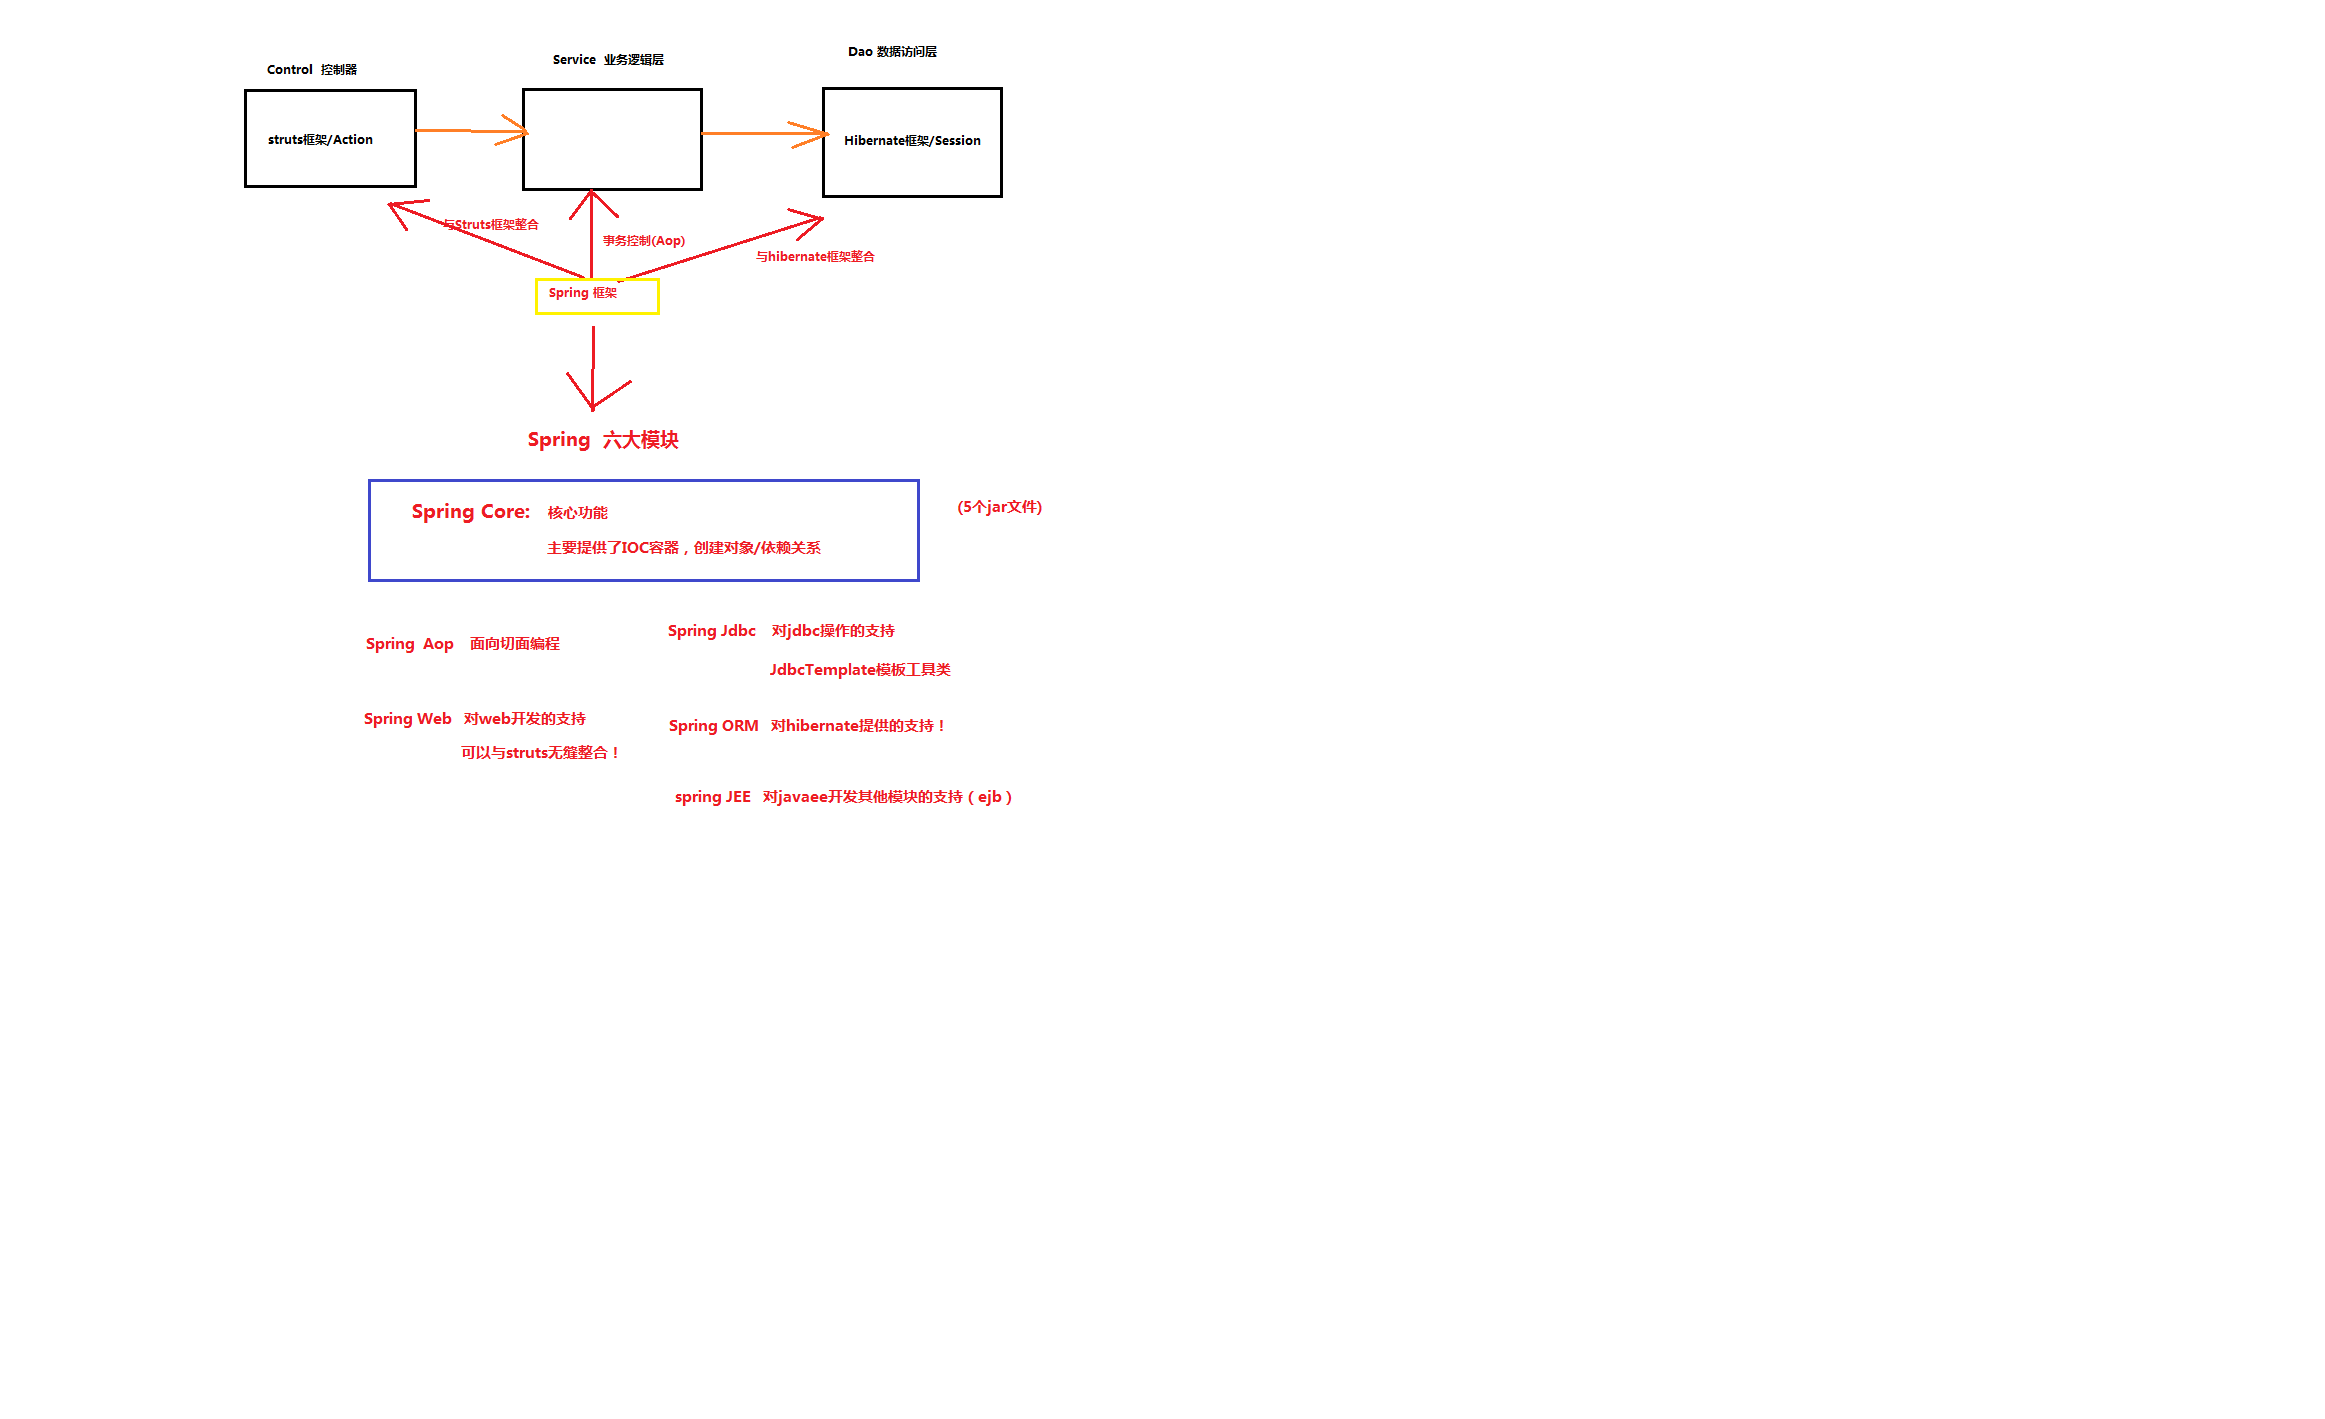 Dao 数据访问层
Service 业务逻辑层
Control 控制器
struts框架/Action
Hibernate框架/Session
与Struts框架整合
事务控制(Aop)
与hibernate框架整合
Spring 框架
Spring 六大模块
Spring Core: 核心功能
(5个jar文件)
主要提供了IOC容器，创建对象/依赖关系
Spring Aop 面向切面编程
Spring Jdbc 对jdbc操作的支持
JdbcTemplate模板工具类
Spring Web 对web开发的支持
可以与struts无缝整合！
Spring ORM 对hibernate提供的支持！
spring JEE 对javaee开发其他模块的支持（ejb）